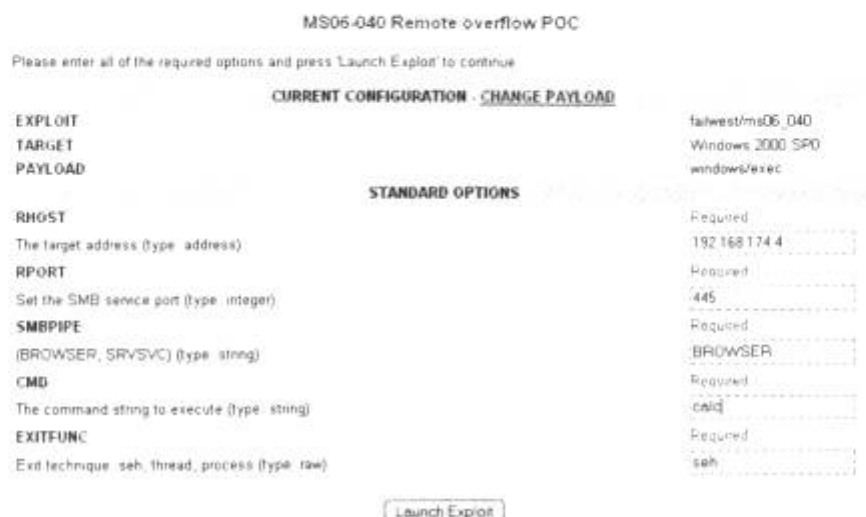 MS06-040 Remote overflow POC
Please enter all of the required options and press 'Launch Exploit' to continue
CURRENT CONFIGURATION - CHANGE PAYLOAD
EXPLOIT failwest/ms06_040
TARGET Windows 2000 SP0
PAYLOAD windows/exec
STANDARD OPTIONS
RHOST Required
The target address (type: address) 192.168.174.4
RPORT Required
Set the SMB service port (type: integer) 445
SMBPIPE Required
(BROWSER, SRVSVC) (type: string) BROWSER
CMD Required
The command string to execute (type: string) calc
EXITFUNC Required
Exit technique: seh, thread, process (type: raw) seh
Launch Exploit